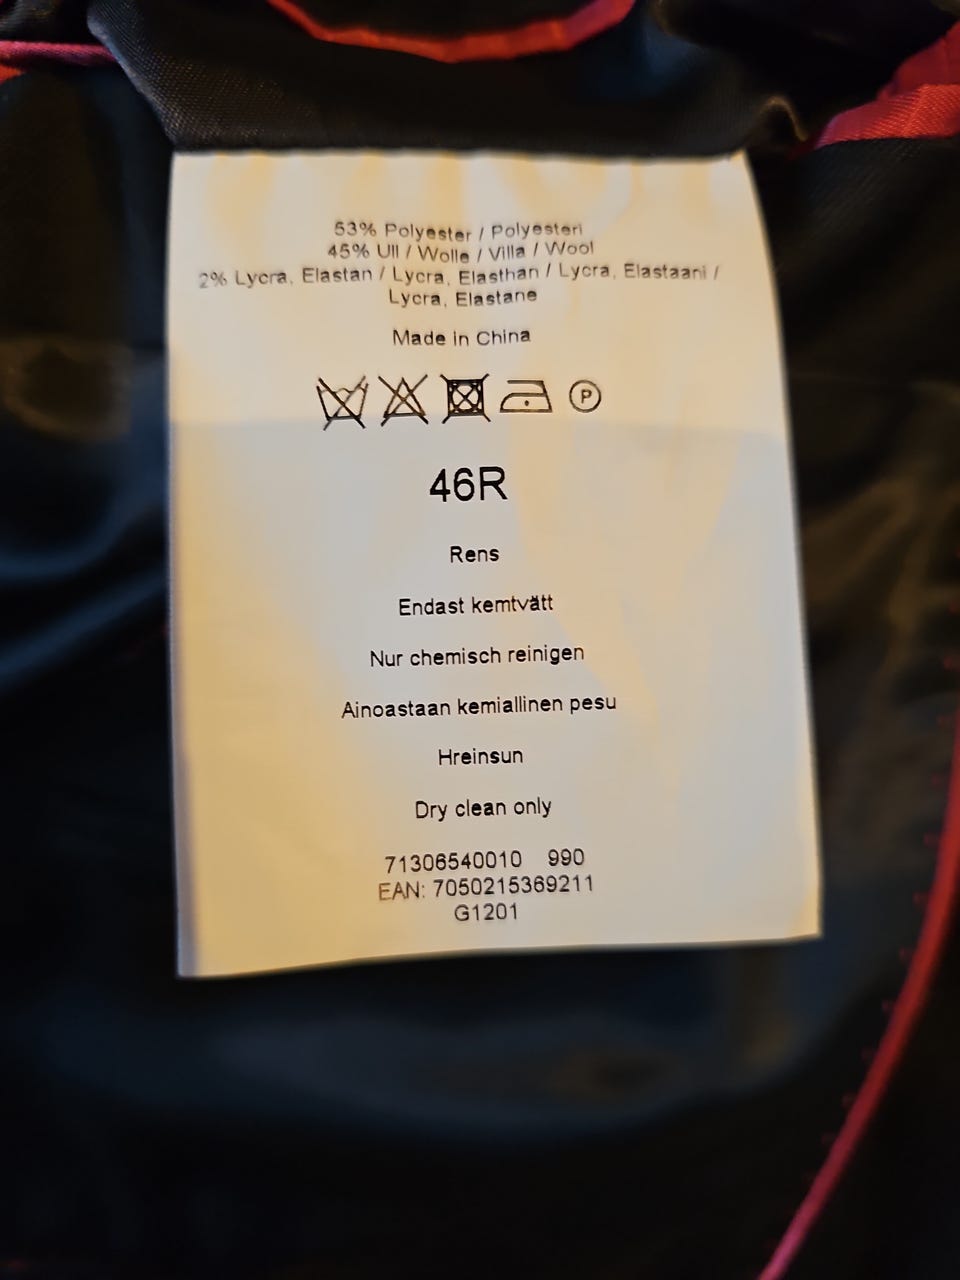 53% Polyester / Polyesteri
45% Ull / Wolle / Villa / Wool
2% Lycra, Elastan / Lycra, Elasthan / Lycra, Elastaani /
Lycra, Elastane
Made in China
P
46R
Rens
Endast kemtvätt
Nur chemisch reinigen
Ainoastaan kemiallinen pesu
Hreinsun
Dry clean only
71306540010 990
EAN: 7050215369211
G1201